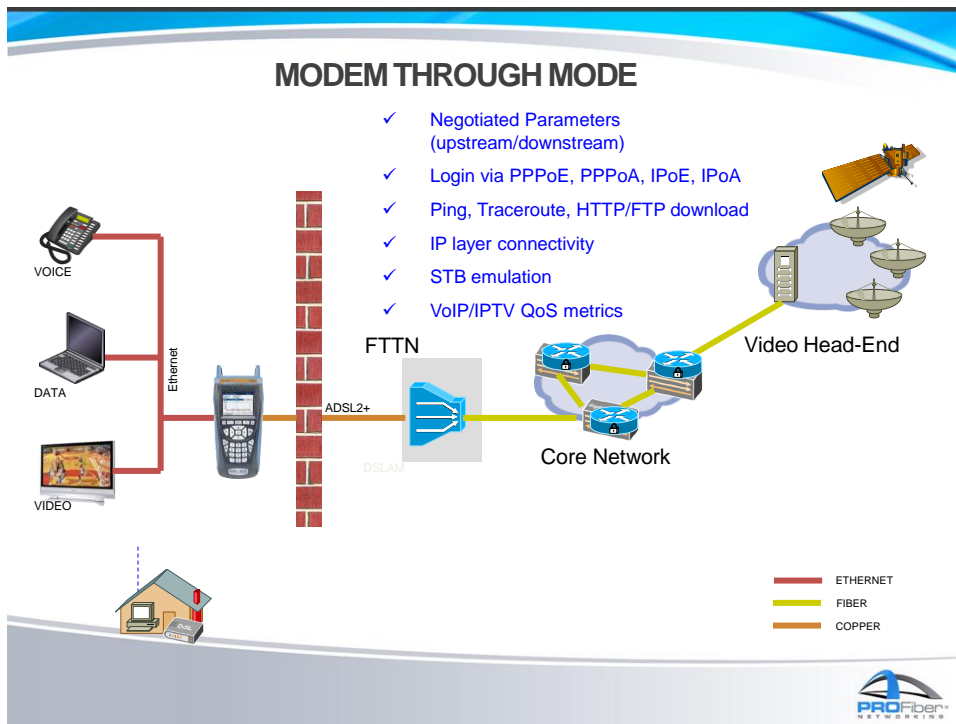 MODEM THROUGH MODE
✓ Negotiated Parameters
(upstream/downstream)
✓ Login via PPPoE, PPPoA, IPoE, IPoA
✓ Ping, Traceroute, HTTP/FTP download
✓ IP layer connectivity
✓ STB emulation
✓ VoIP/IPTV QoS metrics
VOICE
DATA
VIDEO
Ethernet
ADSL2+
FTTN
DSLAM
Core Network
Video Head-End
DSL
ETHERNET
FIBER
COPPER
PROFiber
NETWORKING